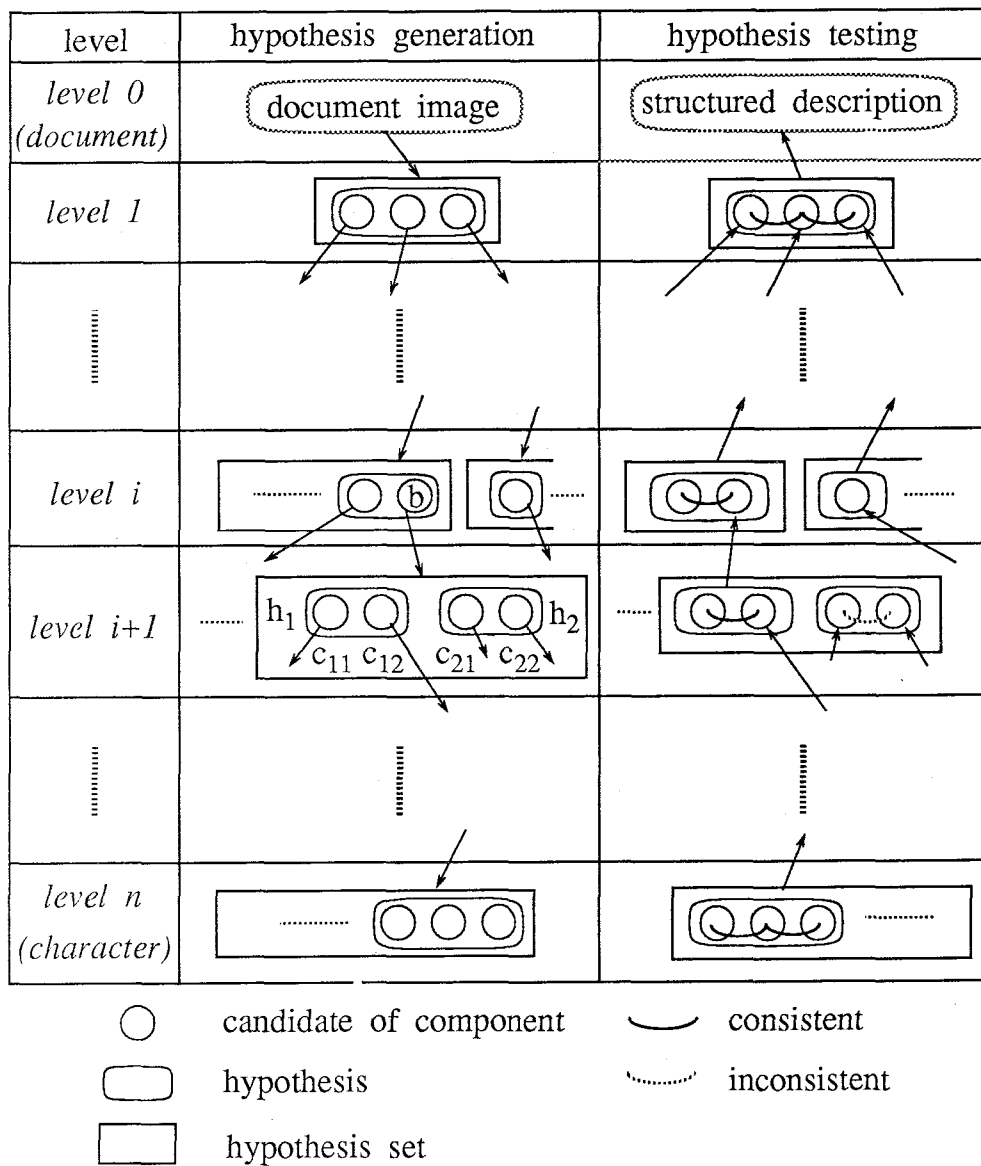 level hypothesis generation hypothesis testing
level 0
(document)
document image structured description
level 1
level i
b
level i+1
h1 h2
c11 c12 c21 c22
level n
(character)
candidate of component consistent
hypothesis inconsistent
hypothesis set